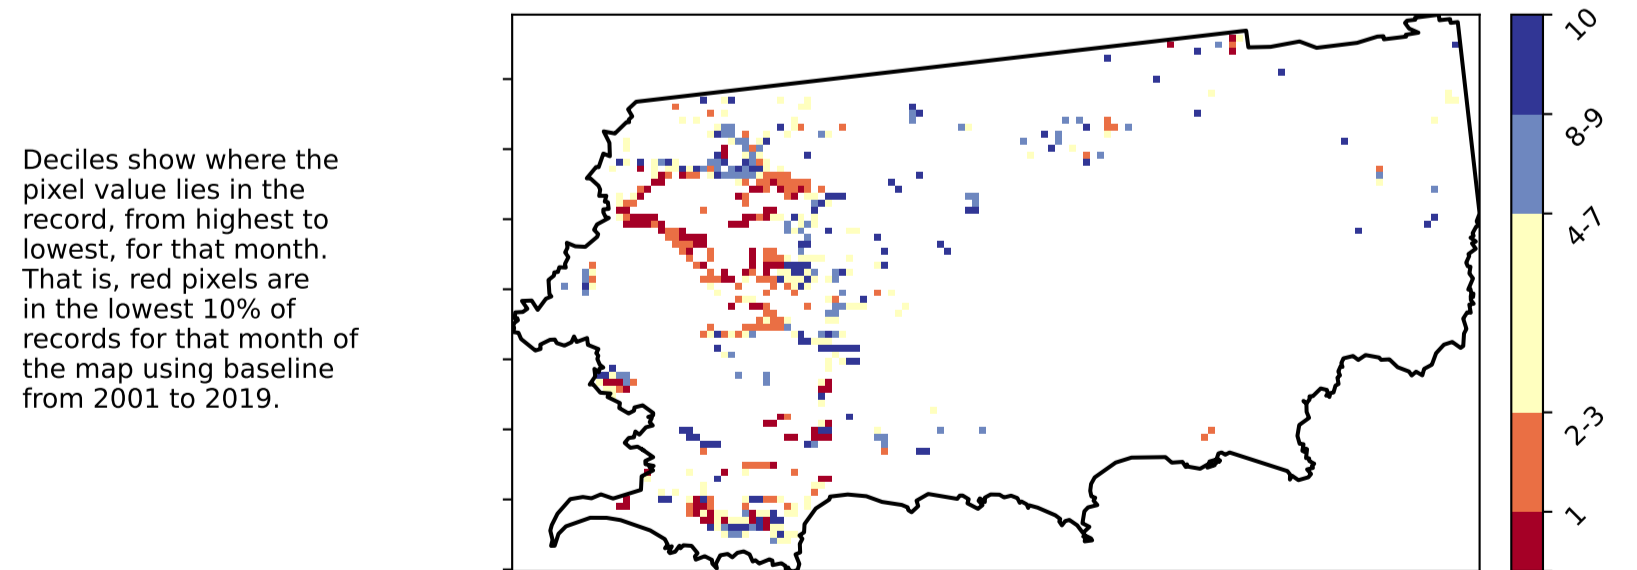 Deciles show where the
pixel value lies in the
record, from highest to
lowest, for that month.
That is, red pixels are
in the lowest 10% of
records for that month of
the map using baseline
from 2001 to 2019.
10
8-9
4-7
2-3
1